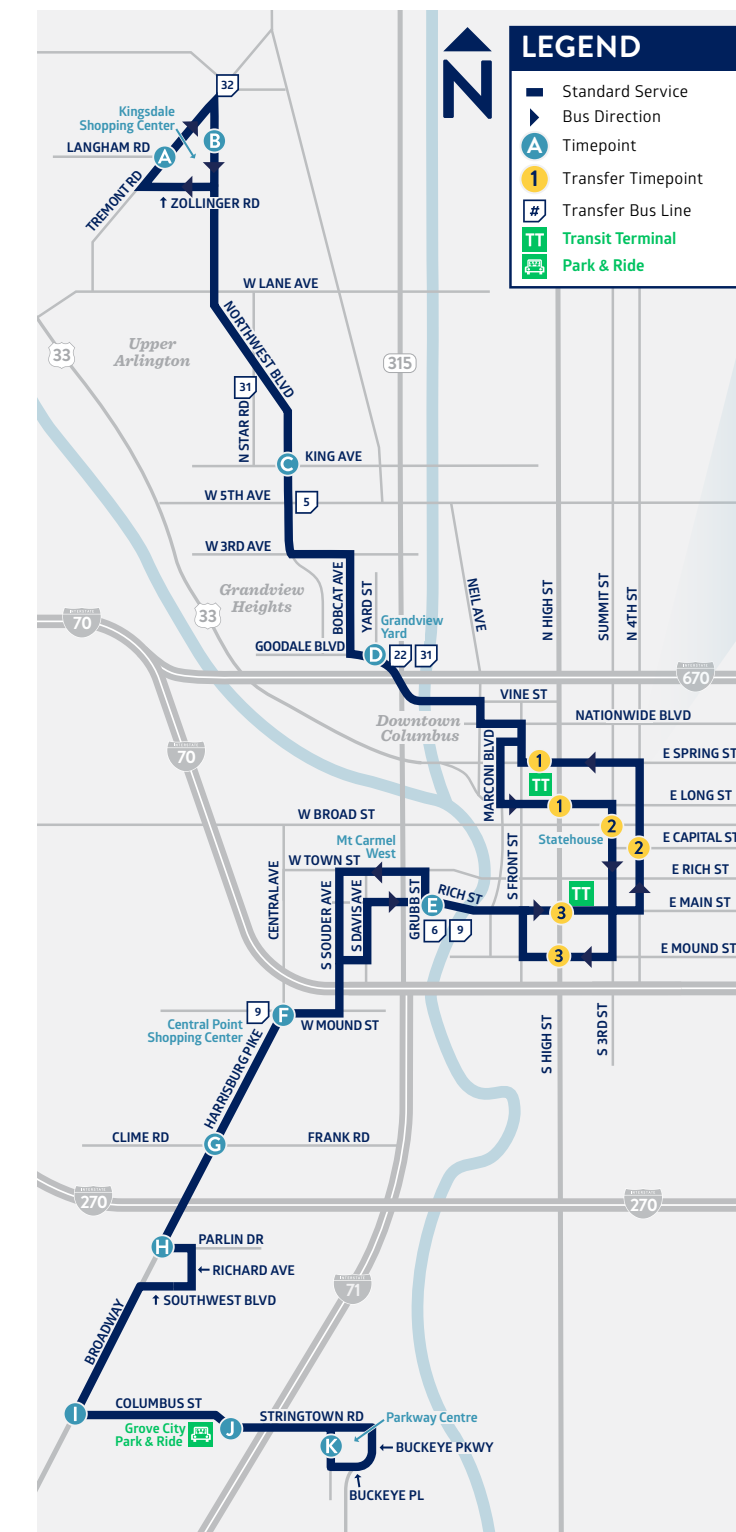 LEGEND
Standard Service
Bus Direction
A Timepoint
1 Transfer Timepoint
# Transfer Bus Line
TT Transit Terminal
Park & Ride
N
32
Kingsdale
Shopping Center
B
LANGHAM RD
A
TREMONT RD
↑ ZOLLINGER RD
W LANE AVE
NORTHWEST BLVD
Upper
Arlington
33
315
31
N STAR RD
C
KING AVE
W 5TH AVE
5
W 3RD AVE
BOBCAT AVE
YARD ST
NEIL AVE
N HIGH ST
SUMMIT ST
N 4TH ST
Grandview
Heights
33
INTERSTATE
70
Grandview
Yard
GOODALE BLVD
D
22
31
INTERSTATE
670
VINE ST
NATIONWIDE BLVD
Downtown
Columbus
INTERSTATE
70
MARCONI BLVD
1
E SPRING ST
TT
1
E LONG ST
W BROAD ST
2
Statehouse
2
E CAPITAL ST
Mt Carmel
West
S FRONT ST
W TOWN ST
E RICH ST
CENTRAL AVE
S SOUDER AVE
S DAVIS AVE
GRUBB ST
RICH ST
E
TT
3
E MAIN ST
6
9
3
E MOUND ST
9
F
W MOUND ST
Central Point
Shopping Center
S HIGH ST
S 3RD ST
HARRISBURG PIKE
CLIME RD
G
FRANK RD
INTERSTATE
270
INTERSTATE
270
H
PARLIN DR
← RICHARD AVE
INTERSTATE
71
↑ SOUTHWEST BLVD
BROADWAY
I
COLUMBUS ST
Grove City
Park & Ride
J
STRINGTOWN RD
Parkway Centre
K
← BUCKEYE PKWY
↑
BUCKEYE PL